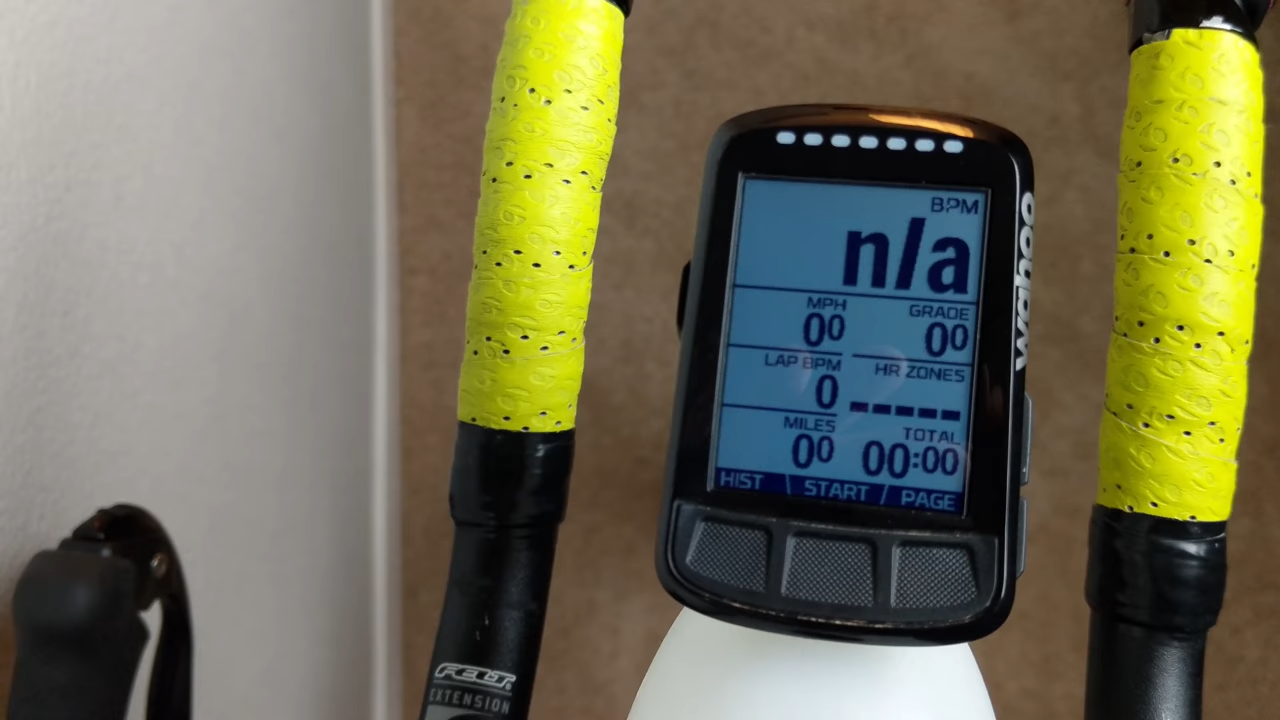 BPM
n/a
MPH
GRADE
0⁰
0⁰
LAP BPM
HR ZONES
0
-----
MILES
TOTAL
0⁰
00:00
HIST
START
PAGE
wahoo
FELT
EXTENSION